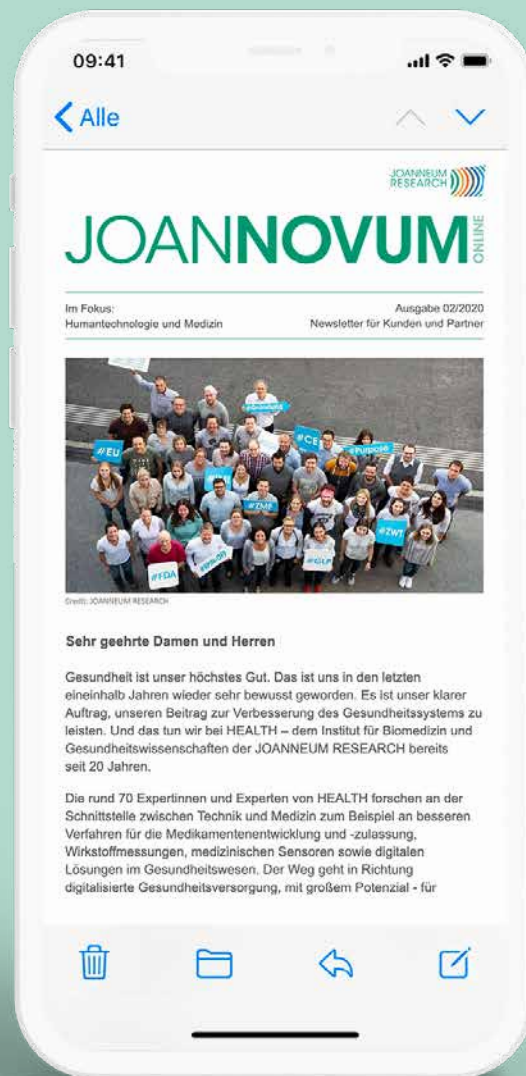 09:41
Alle
JOANNEUM
RESEARCH
JOANNOVUM
ONLINE
Im Fokus:
Humantechnologie und Medizin
Ausgabe 02/2020
Newsletter für Kunden und Partner
#EU
#CE
#Purpose
#ZMF
#ZWT
#FDA
#GLP
Credit: JOANNEUM RESEARCH
Sehr geehrte Damen und Herren
Gesundheit ist unser höchstes Gut. Das ist uns in den letzten
eineinhalb Jahren wieder sehr bewusst geworden. Es ist unser klarer
Auftrag, unseren Beitrag zur Verbesserung des Gesundheitssystems zu
leisten. Und das tun wir bei HEALTH – dem Institut für Biomedizin und
Gesundheitswissenschaften der JOANNEUM RESEARCH bereits
seit 20 Jahren.
Die rund 70 Expertinnen und Experten von HEALTH forschen an der
Schnittstelle zwischen Technik und Medizin zum Beispiel an besseren
Verfahren für die Medikamentenentwicklung und -zulassung,
Wirkstoffmessungen, medizinischen Sensoren sowie digitalen
Lösungen im Gesundheitswesen. Der Weg geht in Richtung
digitalisierte Gesundheitsversorgung, mit großem Potenzial - für